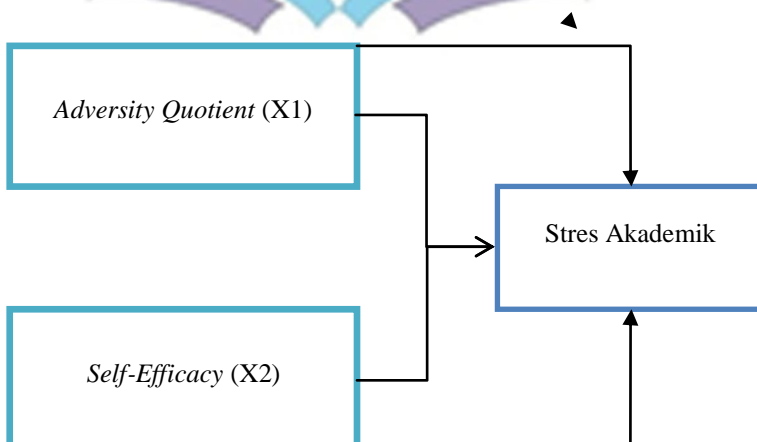 Adversity Quotient (X1)
Stres Akademik
Self-Efficacy (X2)